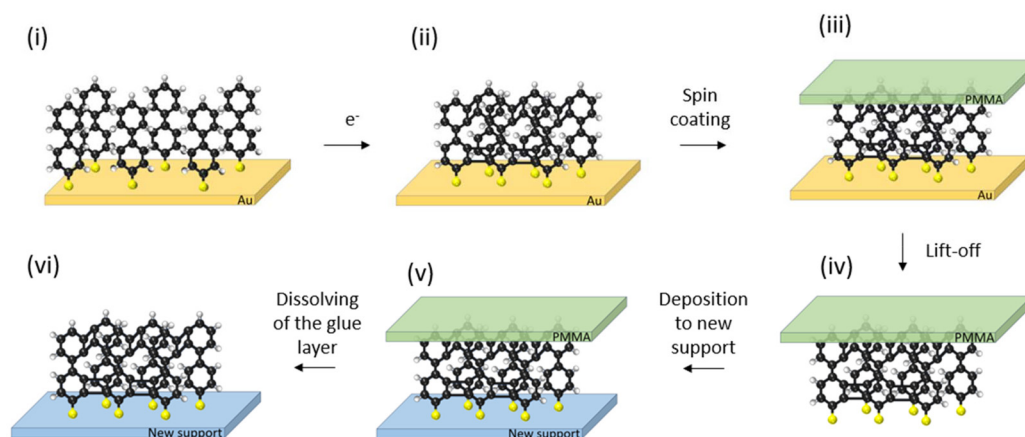 (i)
Au
e-
(ii)
Au
Spin
coating
(iii)
PMMA
Au
Lift-off
(iv)
PMMA
Deposition
to new
support
(v)
PMMA
New support
Dissolving
of the glue
layer
(vi)
New support